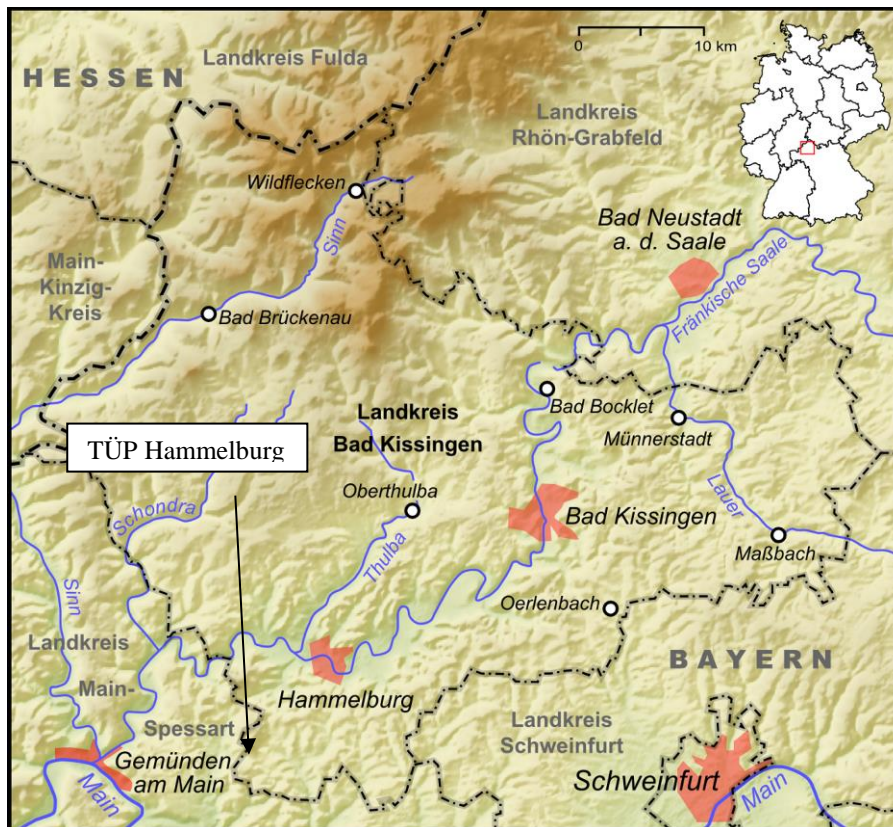 Landkreis Fulda
HESSEN
0
10 km
Landkreis
Rhön-Grabfeld
Wildflecken
Sinn
Bad Neustadt
a. d. Saale
Main-
Kinzig-
Kreis
Fränkische Saale
Bad Brückenau
Landkreis
Bad Kissingen
Bad Bocklet
Münnerstadt
TÜP Hammelburg
Schondra
Oberthulba
Bad Kissingen
Lauer
Thulba
Maßbach
Sinn
Oerlenbach
Landkreis
Main-
Spessart
BAYERN
Hammelburg
Landkreis
Schweinfurt
Gemünden
am Main
Main
Schweinfurt
Main